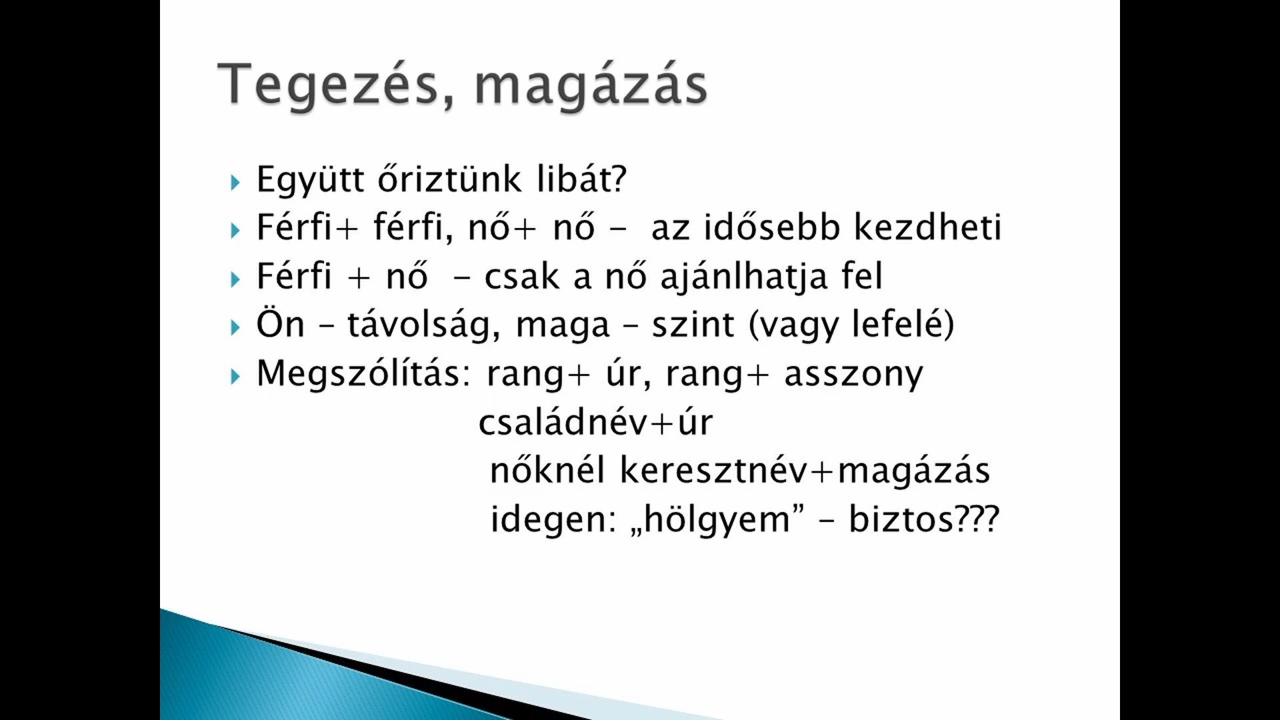 Tegezés, magázás
Együtt őriztünk libát?
Férfi+ férfi, nő+ nő – az idősebb kezdheti
Férfi + nő – csak a nő ajánlhatja fel
Ön – távolság, maga – szint (vagy lefelé)
Megszólítás: rang+ úr, rang+ asszony
családnév+úr
nőknél keresztnév+magázás
idegen: „hölgyem” – biztos???